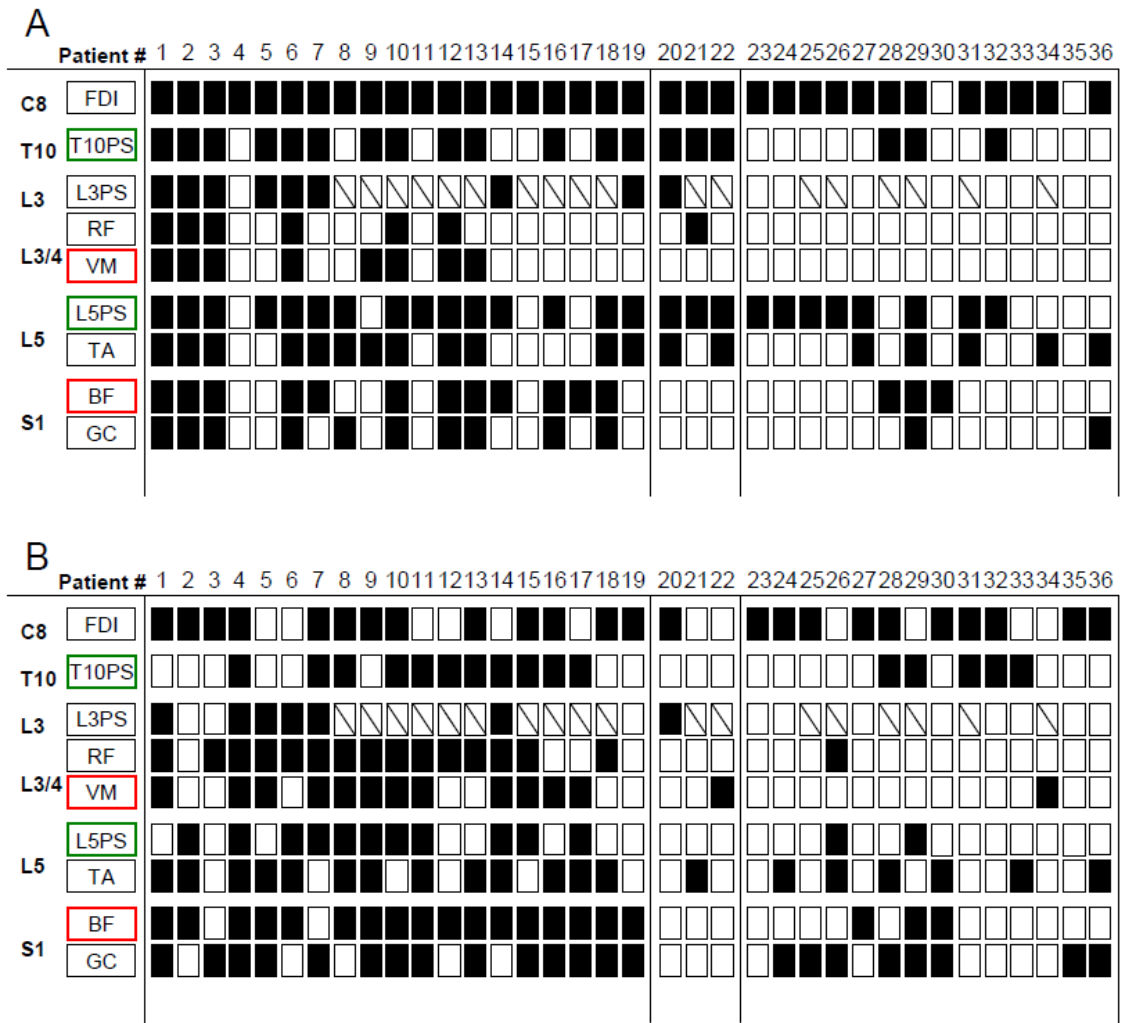 A
Patient # 1 2 3 4 5 6 7 8 9 10 11 12 13 14 15 16 17 18 19 20 21 22 23 24 25 26 27 28 29 30 31 32 33 34 35 36
C8 FDI
T10 T10PS
L3 L3PS
RF
L3/4 VM
L5PS
L5 TA
BF
S1 GC
B
Patient # 1 2 3 4 5 6 7 8 9 10 11 12 13 14 15 16 17 18 19 20 21 22 23 24 25 26 27 28 29 30 31 32 33 34 35 36
C8 FDI
T10 T10PS
L3 L3PS
RF
L3/4 VM
L5PS
L5 TA
BF
S1 GC